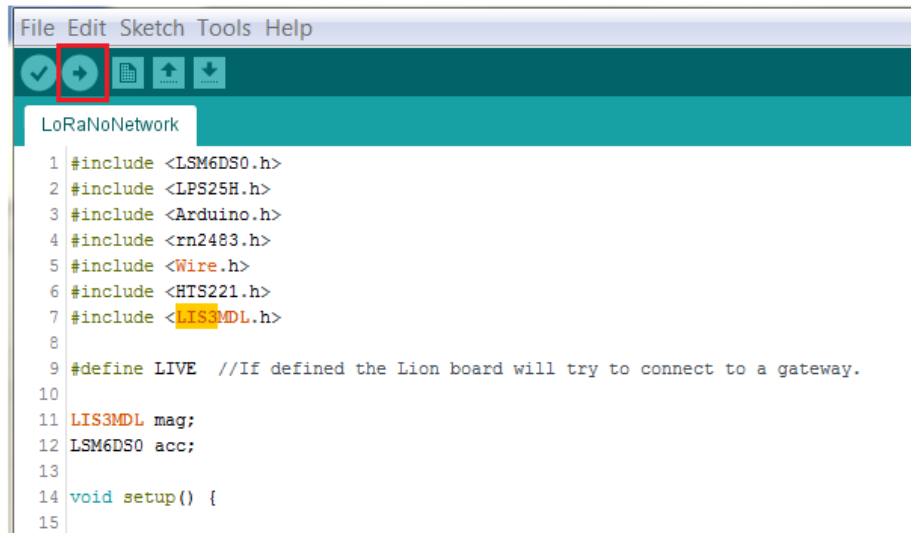 File Edit Sketch Tools Help
LoRaNoNetwork
1 #include <LSM6DS0.h>
2 #include <LPS25H.h>
3 #include <Arduino.h>
4 #include <rn2483.h>
5 #include <Wire.h>
6 #include <HTS221.h>
7 #include <LIS3MDL.h>
8
9 #define LIVE  //If defined the Lion board will try to connect to a gateway.
10
11 LIS3MDL mag;
12 LSM6DS0 acc;
13
14 void setup() {
15